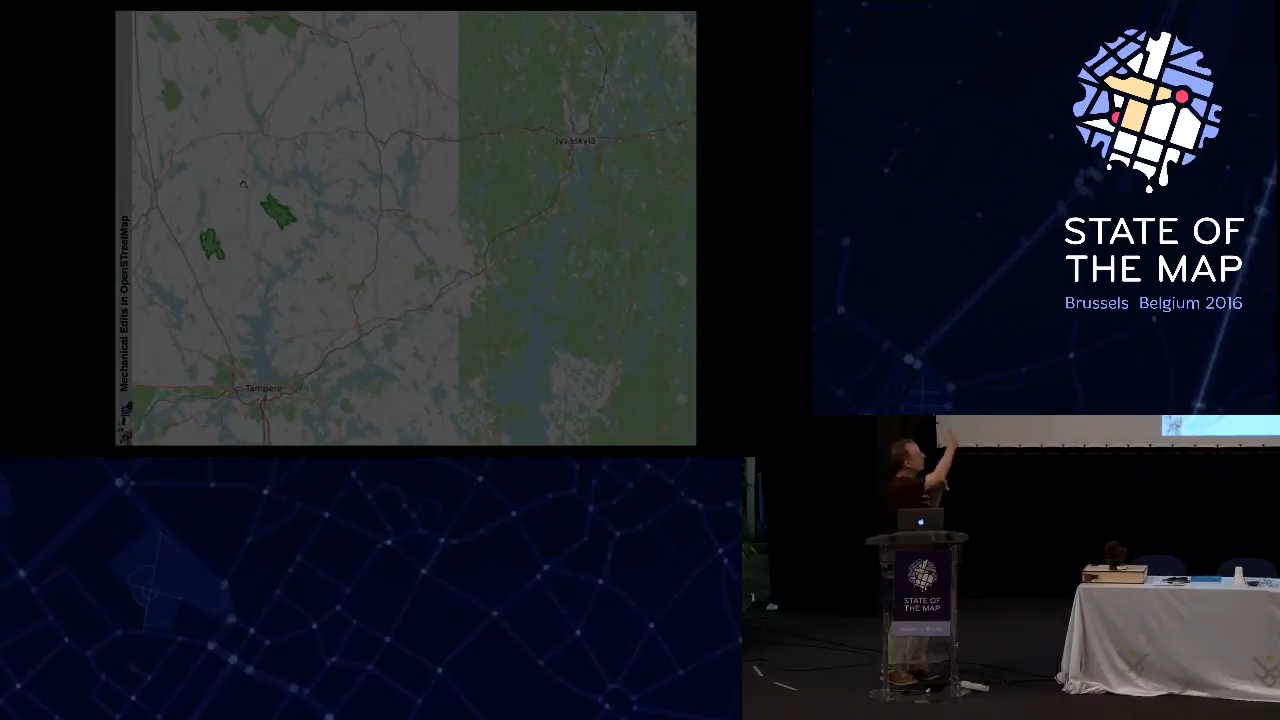 Mechanical Edits in OpenSTreetMap
Jyväskylä
Tampere
STATE OF
THE MAP
Brussels Belgium 2016
STATE OF
THE MAP